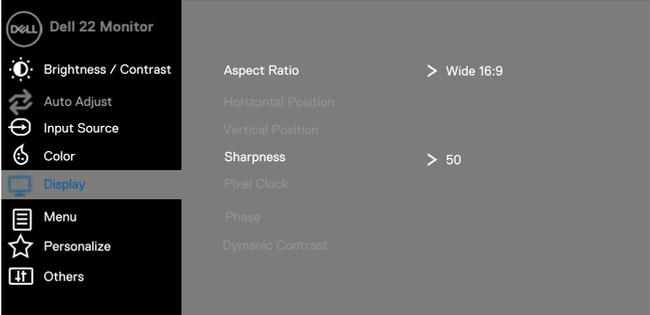 DELL Dell 22 Monitor
Brightness / Contrast
Auto Adjust
Input Source
Color
Display
Menu
Personalize
Others
Aspect Ratio > Wide 16:9
Horizontal Position
Vertical Position
Sharpness > 50
Pixel Clock
Phase
Dymanic Contrast